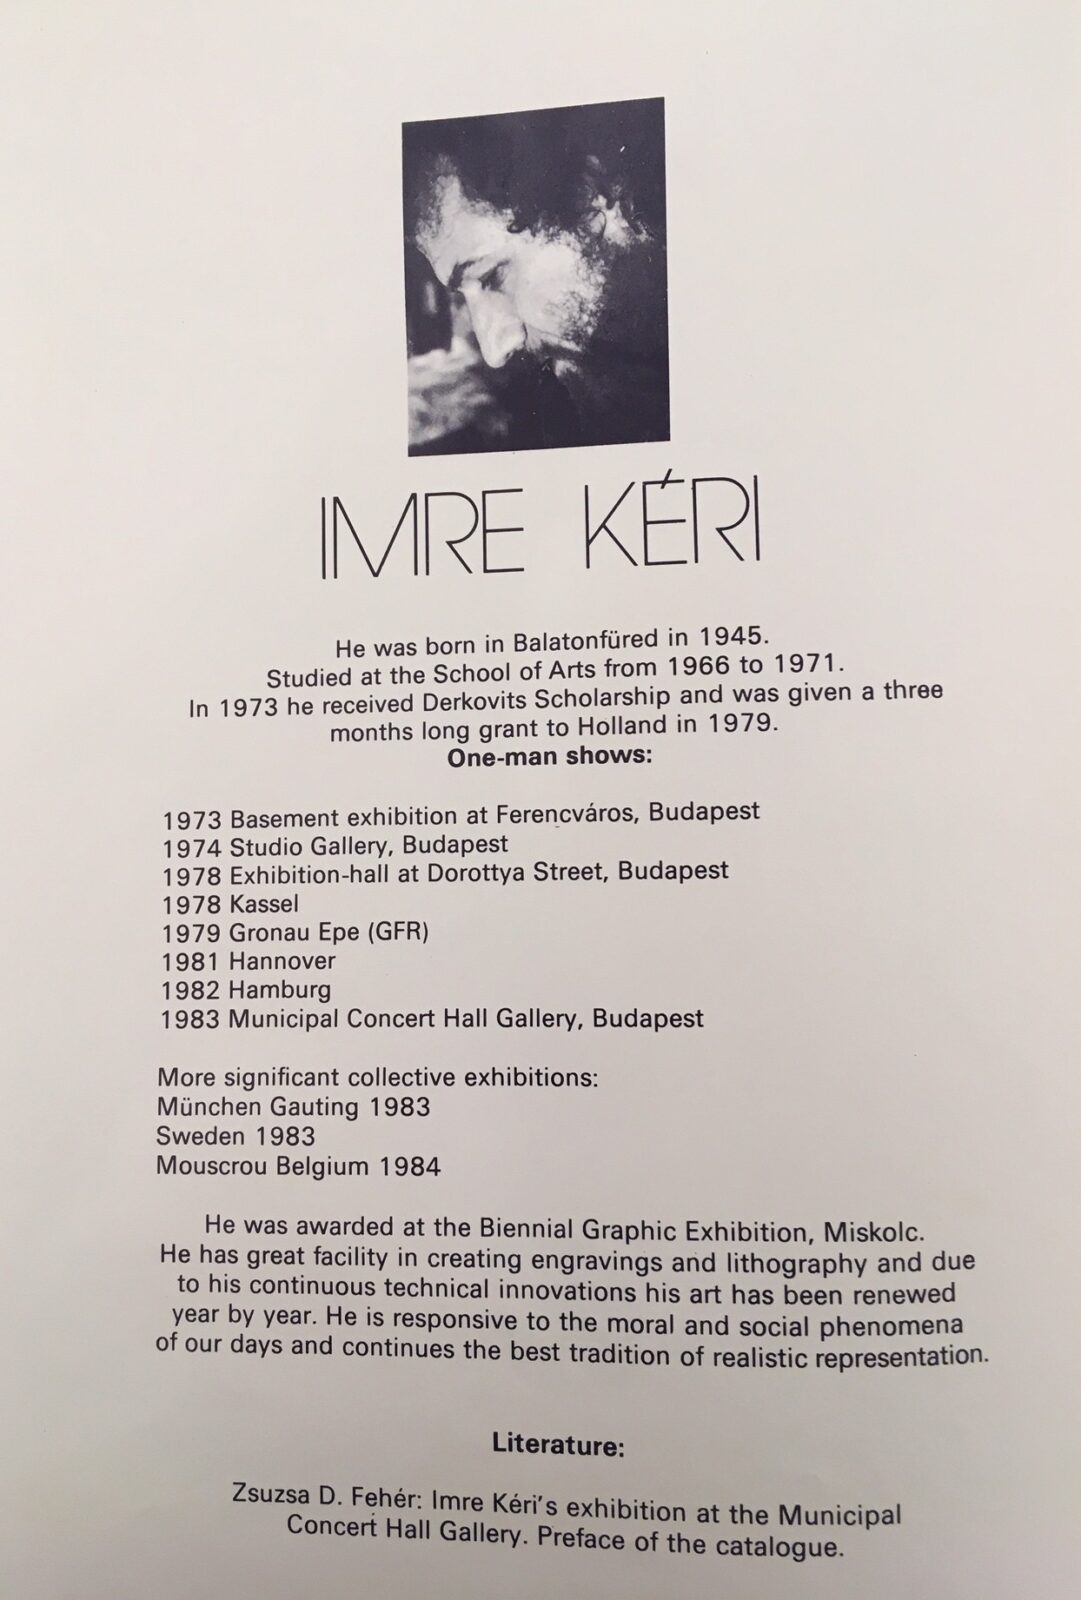 IMRE KÉRI
He was born in Balatonfüred in 1945.
Studied at the School of Arts from 1966 to 1971.
In 1973 he received Derkovits Scholarship and was given a three
months long grant to Holland in 1979.
One-man shows:
1973 Basement exhibition at Ferencváros, Budapest
1974 Studio Gallery, Budapest
1978 Exhibition-hall at Dorottya Street, Budapest
1978 Kassel
1979 Gronau Epe (GFR)
1981 Hannover
1982 Hamburg
1983 Municipal Concert Hall Gallery, Budapest
More significant collective exhibitions:
München Gauting 1983
Sweden 1983
Mouscrou Belgium 1984
He was awarded at the Biennial Graphic Exhibition, Miskolc.
He has great facility in creating engravings and lithography and due
to his continuous technical innovations his art has been renewed
year by year. He is responsive to the moral and social phenomena
of our days and continues the best tradition of realistic representation.
Literature:
Zsuzsa D. Fehér: Imre Kéri's exhibition at the Municipal
Concert Hall Gallery. Preface of the catalogue.